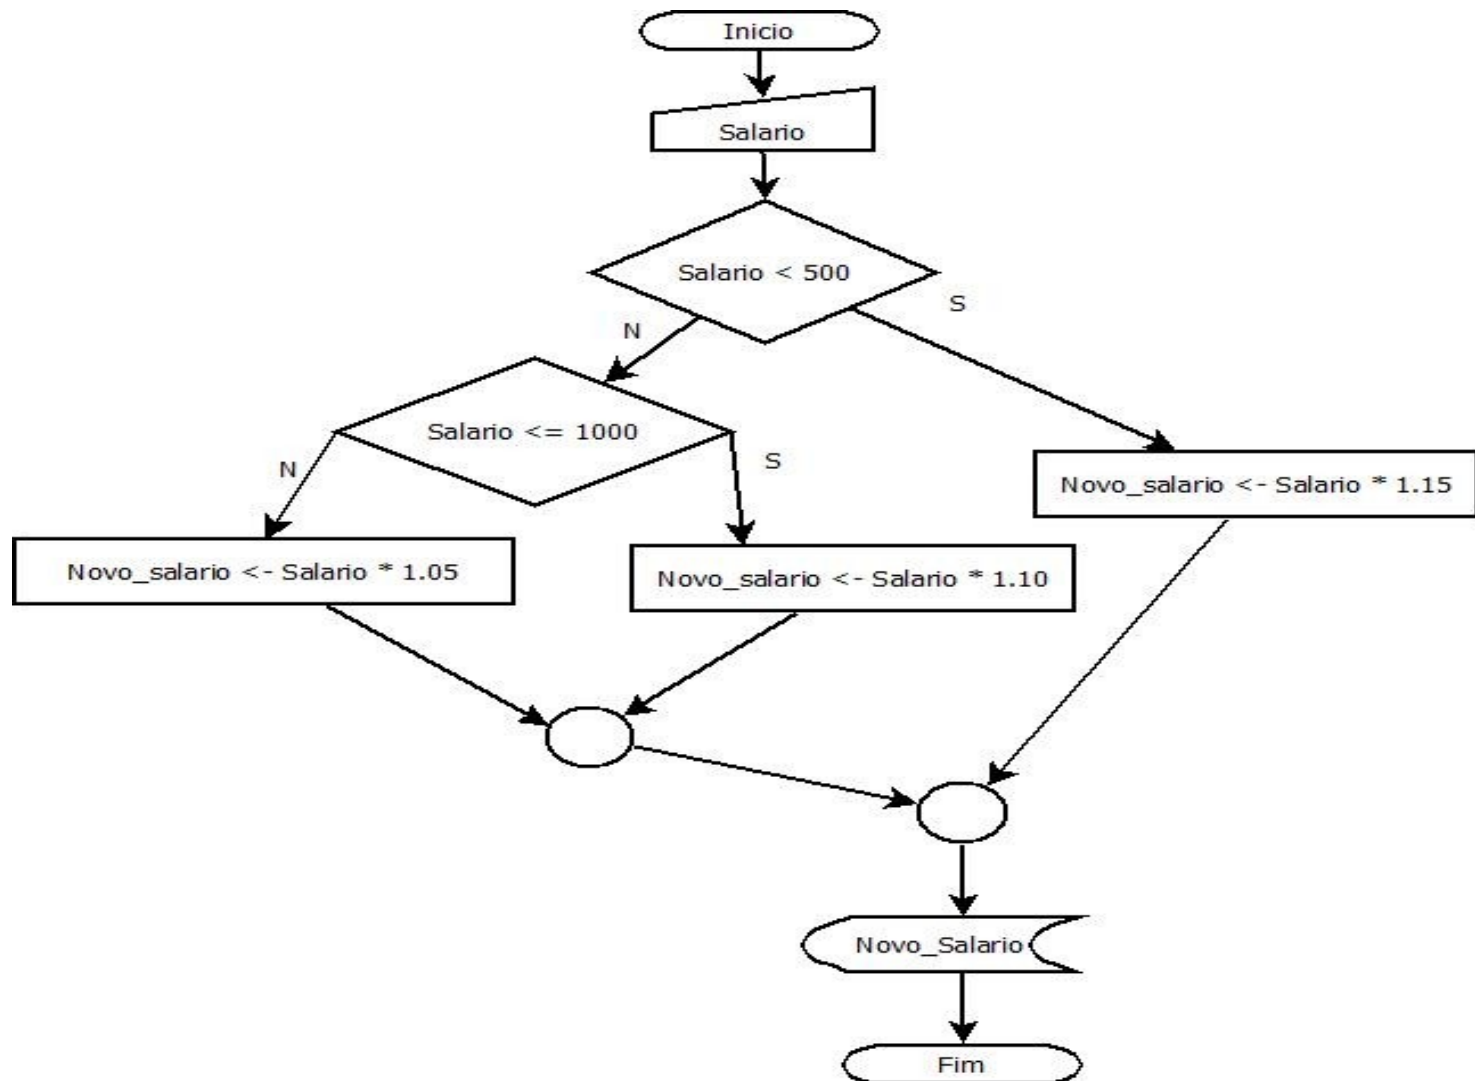 Inicio
Salario
Salario < 500
S
N
Salario <= 1000
N
S
Novo_salario <- Salario * 1.15
Novo_salario <- Salario * 1.05
Novo_salario <- Salario * 1.10
Novo_Salario
Fim